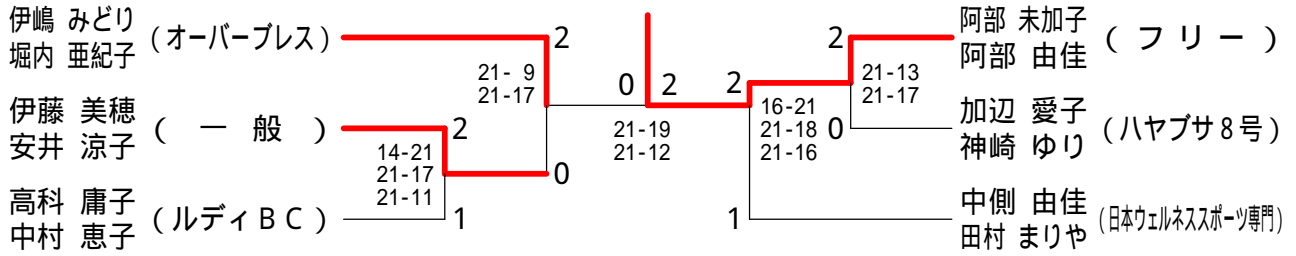 伊嶋 みどり
堀内 亜紀子
(オーバーブレス)
2
21- 9
21-17
伊藤 美穂
安井 涼子
( 一 般 )
2
14-21
21-17
21-11
0
高科 庸子
中村 恵子
(ルディBC)
1
0 2
21-19
21-12
2
16-21
21-18
21-16
2
21-13
21-17
0
1
阿部 未加子
阿部 由佳
( フ リ ー )
加辺 愛子
神崎 ゆり
(ハヤブサ8号)
中側 由佳
田村 まりや
(日本ウェルネススポーツ専門)